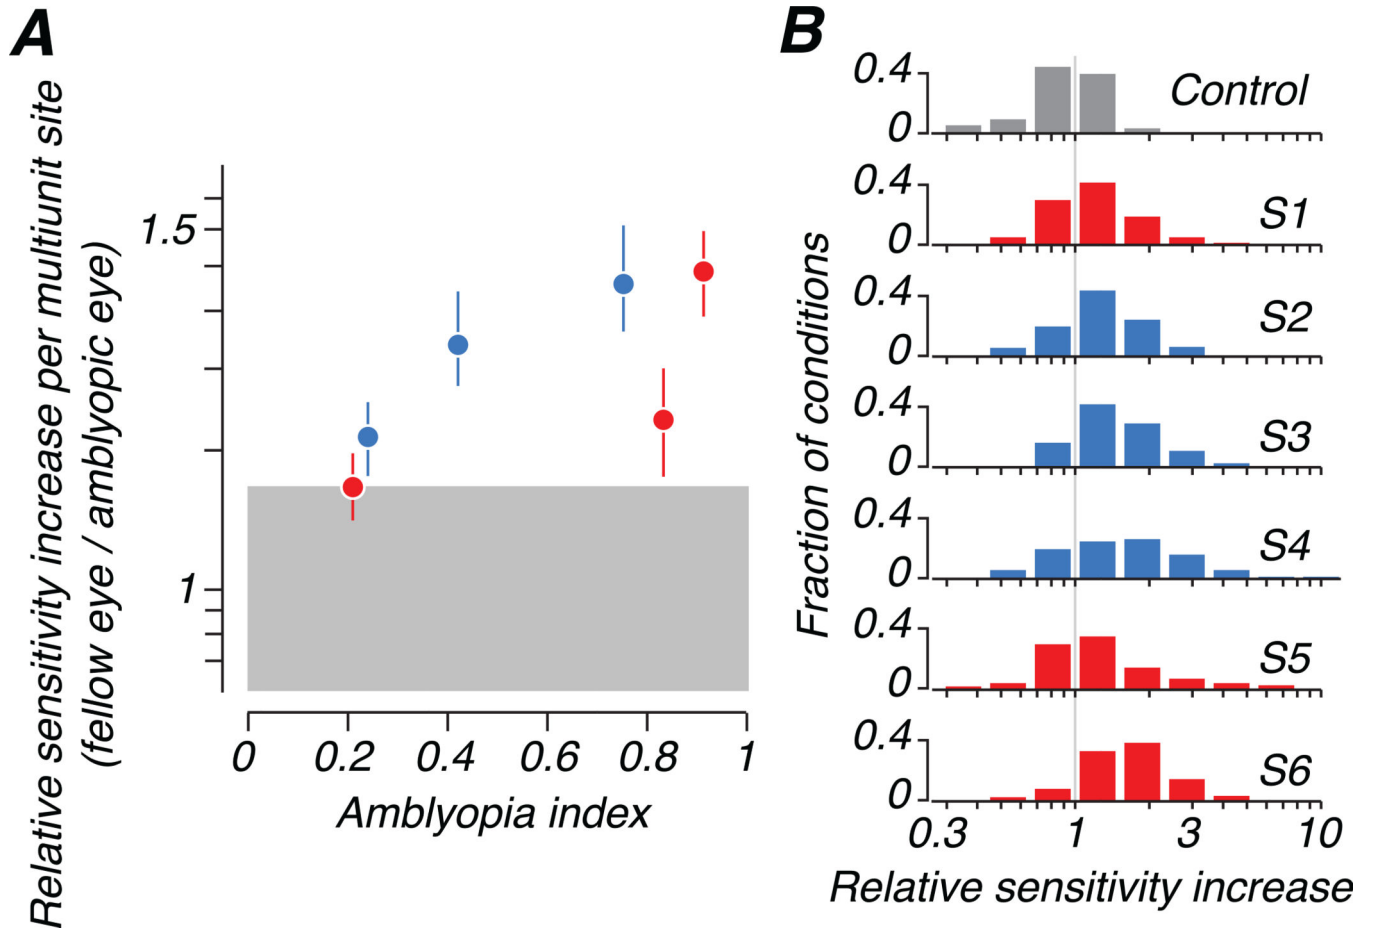 A
Relative sensitivity increase per multiunit site
(fellow eye / amblyopic eye)
1.5
1
0 0.2 0.4 0.6 0.8 1
Amblyopia index
B
Fraction of conditions
0.4
0
Control
0.4
0
S1
0.4
0
S2
0.4
0
S3
0.4
0
S4
0.4
0
S5
0.4
0
S6
0.3 1 3 10
Relative sensitivity increase